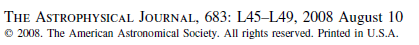 THE ASTROPHYSICAL JOURNAL, 683: L45–L49, 2008 August 10
© 2008. The American Astronomical Society. All rights reserved. Printed in U.S.A.